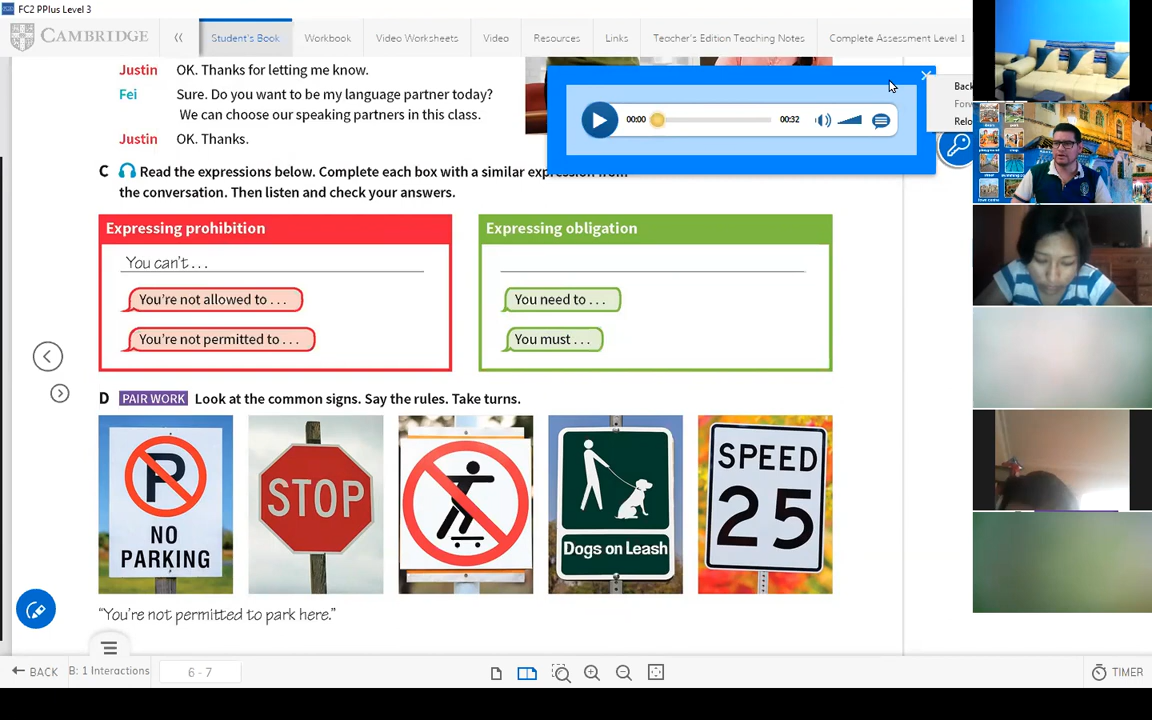 FC2 PPlus Level 3
CAMBRIDGE
Student's Book
Workbook
Video Worksheets
Video
Resources
Links
Teacher's Edition Teaching Notes
Complete Assessment Level 1
Justin OK. Thanks for letting me know.
Fei Sure. Do you want to be my language partner today?
We can choose our speaking partners in this class.
Justin OK. Thanks.
00:00
00:32
Back
Forw
Relo
C Read the expressions below. Complete each box with a similar expression from
the conversation. Then listen and check your answers.
Expressing prohibition
You can't . . .
You're not allowed to . . .
You're not permitted to . . .
Expressing obligation
You need to . . .
You must . . .
D PAIR WORK Look at the common signs. Say the rules. Take turns.
P
NO
PARKING
STOP
Dogs on Leash
SPEED
25
"You're not permitted to park here."
BACK
B: 1 Interactions
6 - 7
TIMER